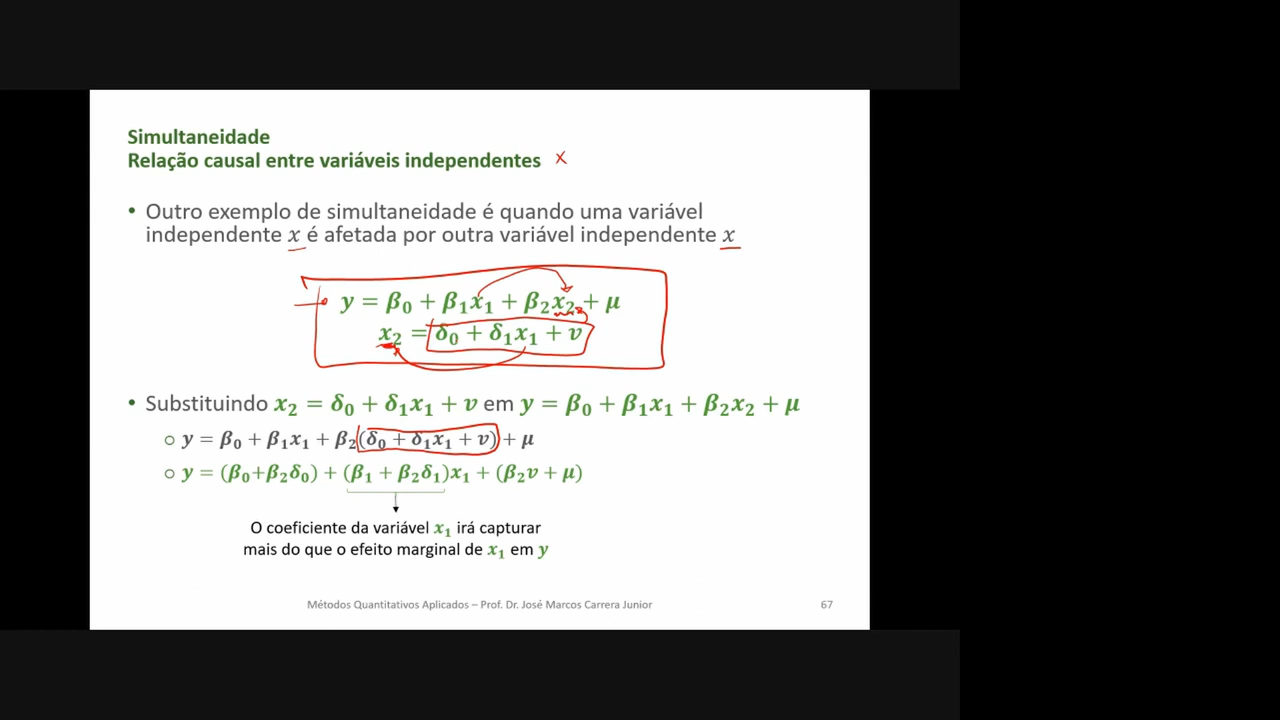 Simultaneidade
Relação causal entre variáveis independentes x
• Outro exemplo de simultaneidade é quando uma variável
independente x é afetada por outra variável independente x
y = β₀ + β₁x₁ + β₂x₂ + μ
x₂ = δ₀ + δ₁x₁ + v
• Substituindo x₂ = δ₀ + δ₁x₁ + v em y = β₀ + β₁x₁ + β₂x₂ + μ
○ y = β₀ + β₁x₁ + β₂(δ₀ + δ₁x₁ + v) + μ
○ y = (β₀+β₂δ₀) + (β₁ + β₂δ₁)x₁ + (β₂v + μ)
O coeficiente da variável x₁ irá capturar
mais do que o efeito marginal de x₁ em y
Métodos Quantitativos Aplicados – Prof. Dr. José Marcos Carrera Junior 67